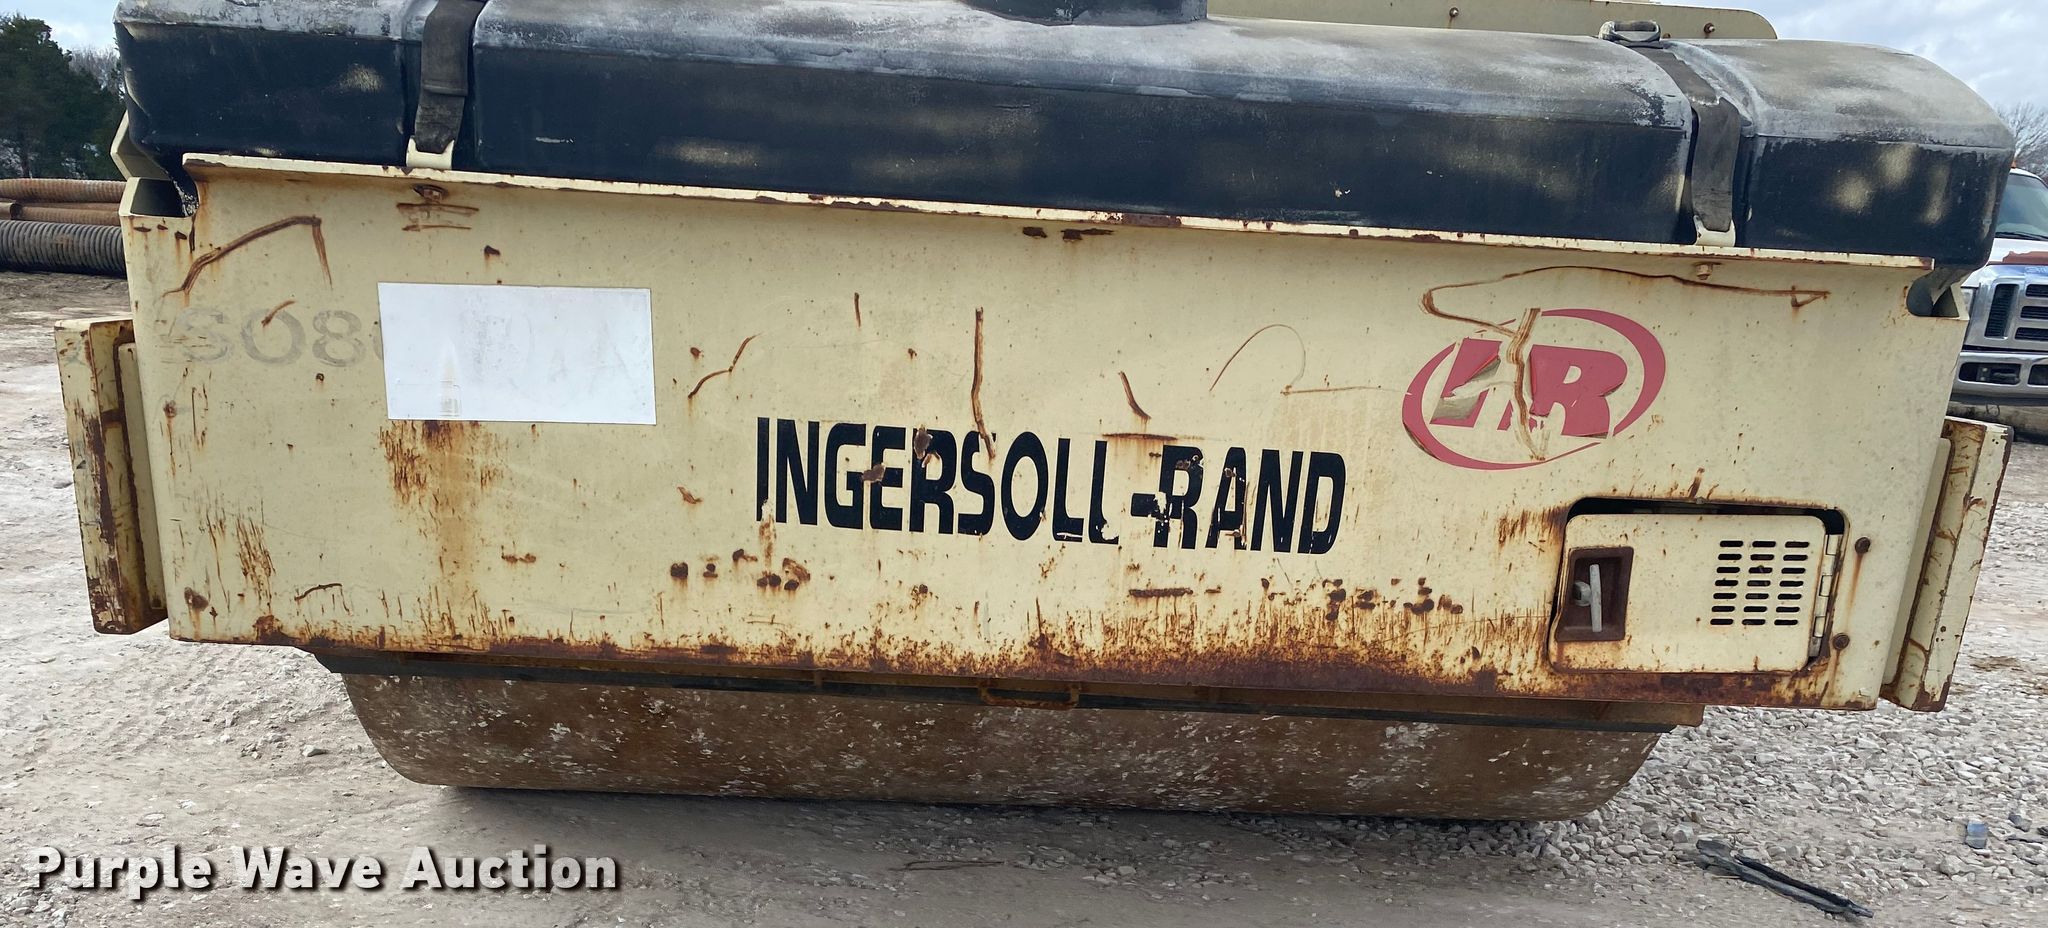 IR
INGERSOLL-RAND
Purple Wave Auction